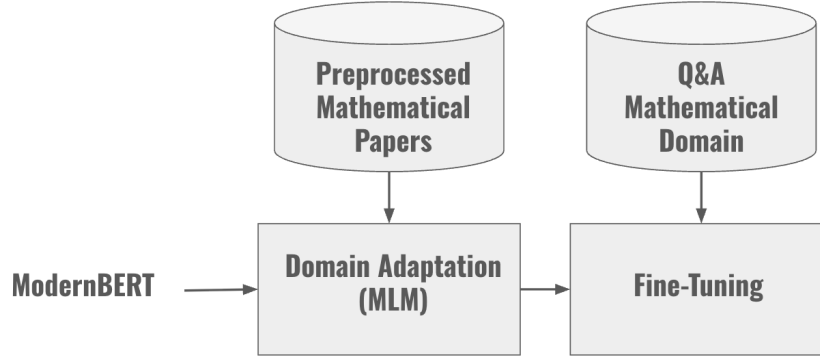 Preprocessed
Mathematical
Papers
Q&A
Mathematical
Domain
ModernBERT
Domain Adaptation
(MLM)
Fine-Tuning